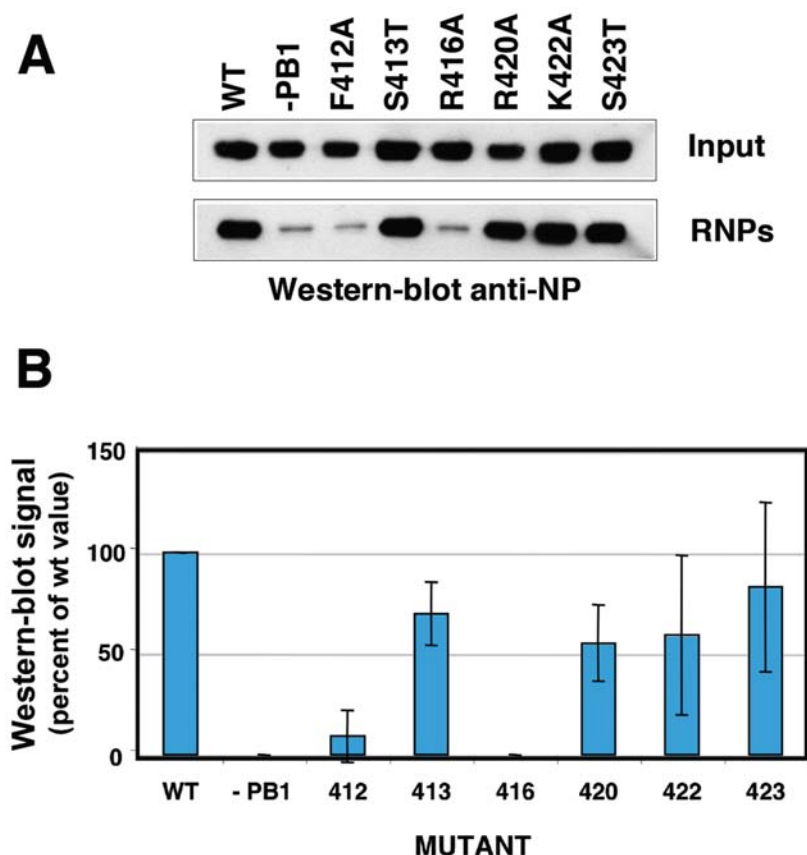 A
WT -PB1 F412A S413T R416A R420A K422A S423T
Input
RNPs
Western-blot anti-NP
B
Western-blot signal
(percent of wt value)
150
100
50
0
WT - PB1 412 413 416 420 422 423
MUTANT